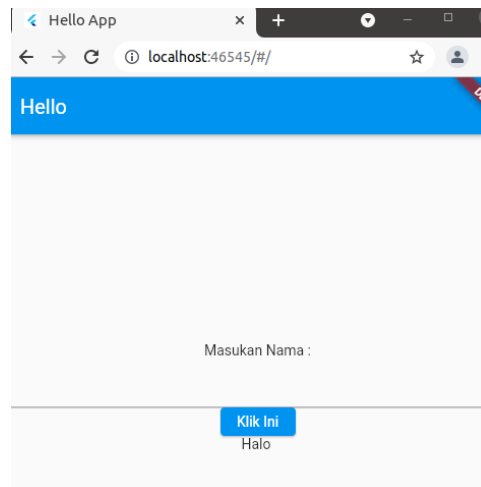 Hello App
localhost:46545/#/
Hello
Masukan Nama :
Klik Ini
Halo